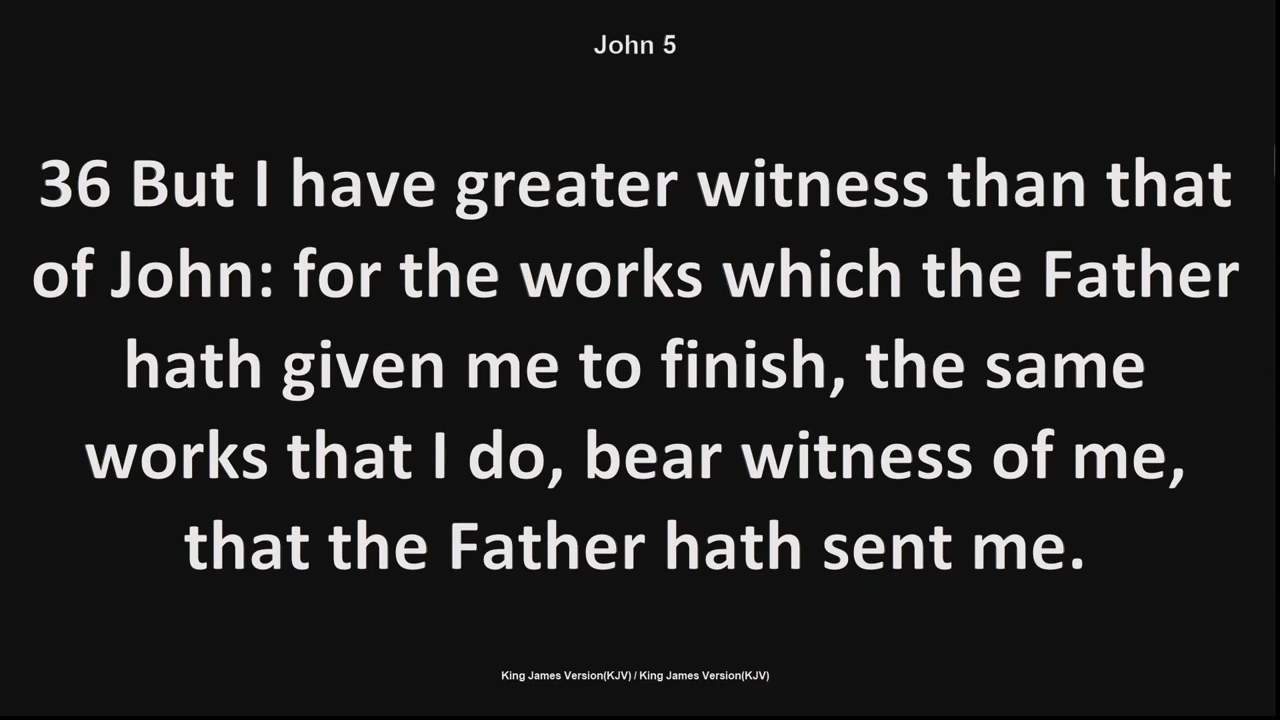 John 5
36 But I have greater witness than that
of John: for the works which the Father
hath given me to finish, the same
works that I do, bear witness of me,
that the Father hath sent me.
King James Version(KJV) / King James Version(KJV)